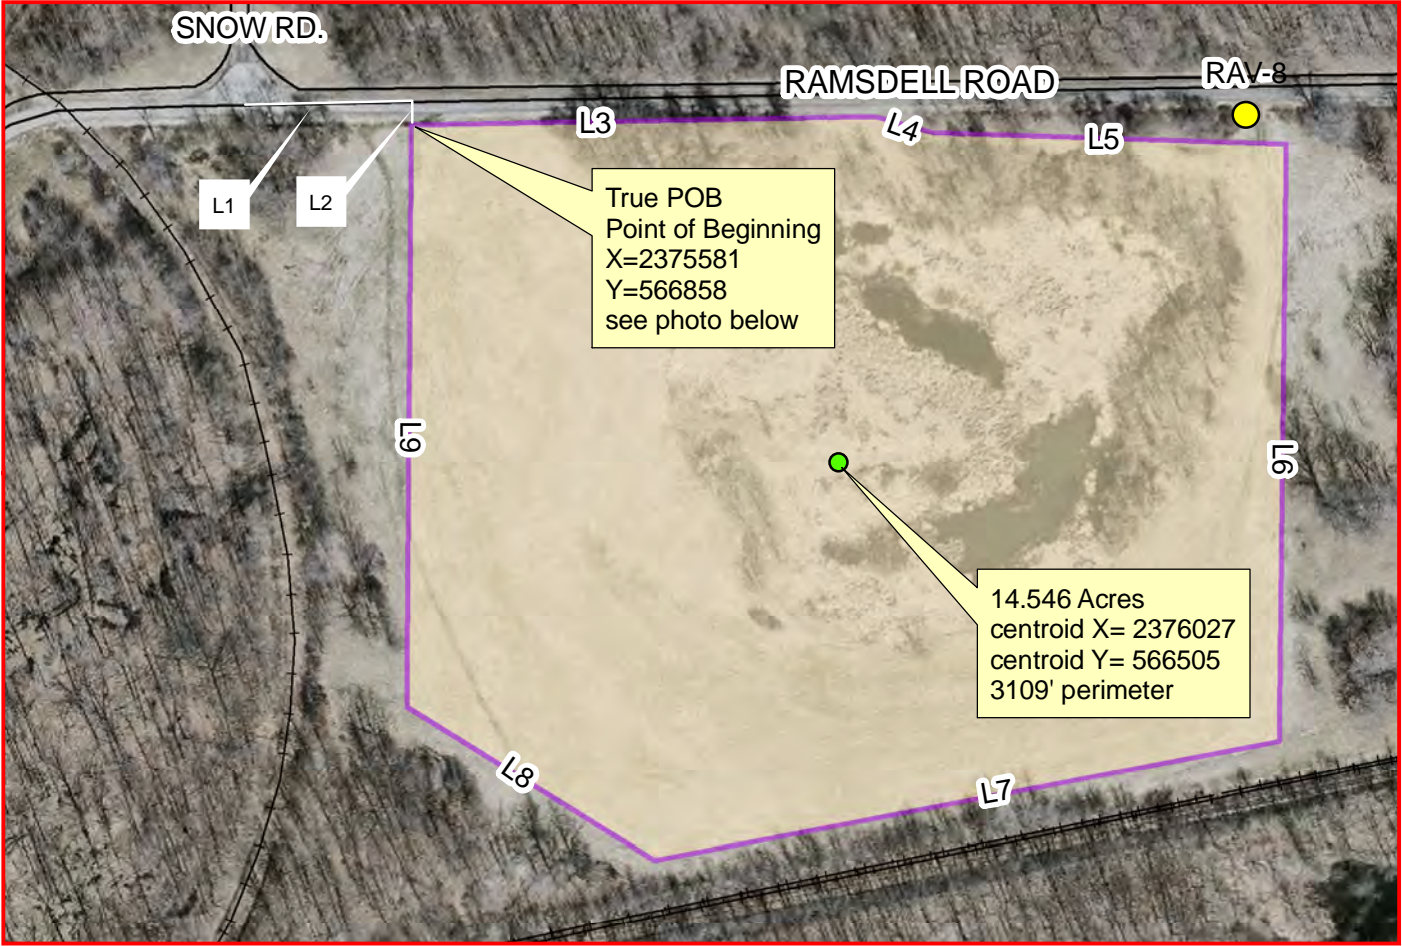 SNOW RD.
RAMSDELL ROAD
RAV-8
L3
L4
L5
L1
L2
True POB
Point of Beginning
X=2375581
Y=566858
see photo below
L9
L6
14.546 Acres
centroid X= 2376027
centroid Y= 566505
3109' perimeter
L8
L7